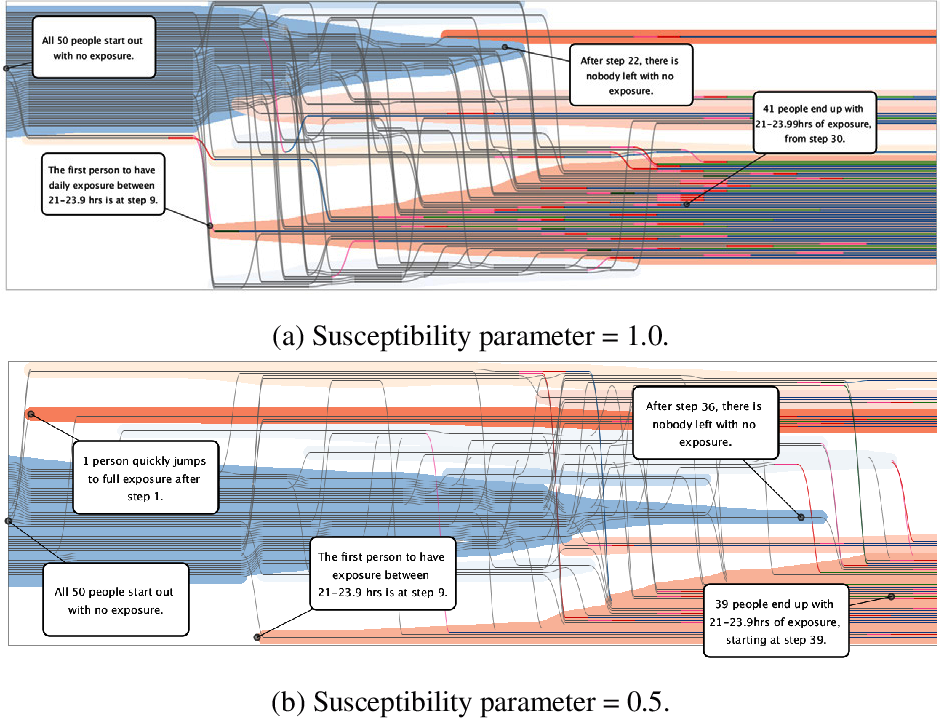 All 50 people start out
with no exposure.
After step 22, there is
nobody left with no
exposure.
41 people end up with
21-23.99hrs of exposure,
from step 30.
The first person to have
daily exposure between
21-23.9 hrs is at step 9.
(a) Susceptibility parameter = 1.0.
After step 36, there is
nobody left with no
exposure.
1 person quickly jumps
to full exposure after
step 1.
The first person to have
exposure between
21-23.9 hrs is at step 9.
All 50 people start out
with no exposure.
39 people end up with
21-23.9hrs of exposure,
starting at step 39.
(b) Susceptibility parameter = 0.5.